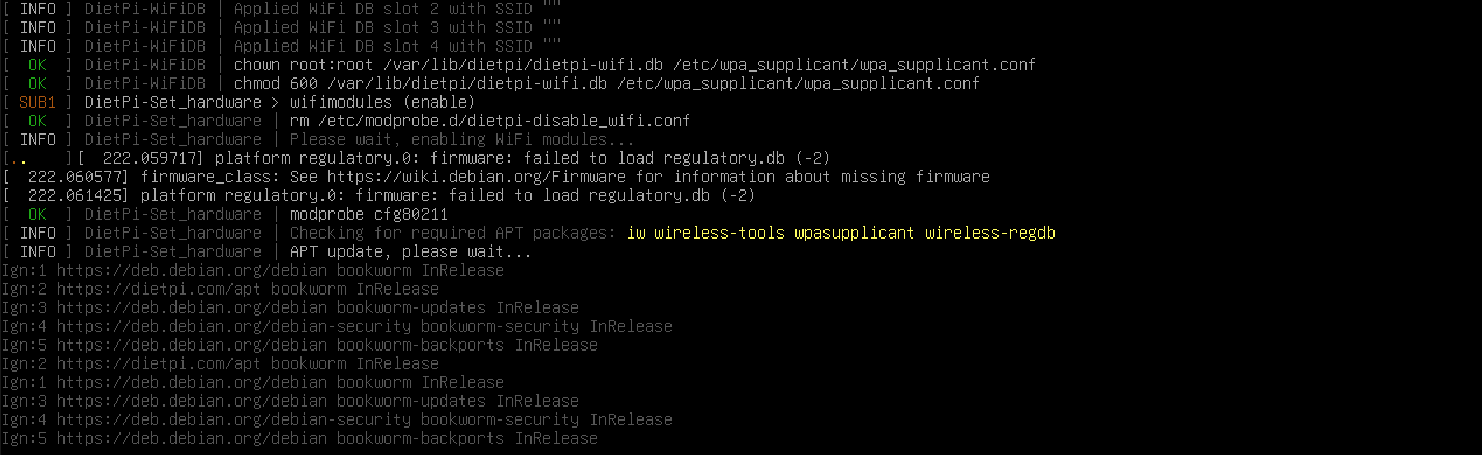 [ INFO ] DietPi-WiFiDB | Applied WiFi DB slot 2 with SSID ""
[ INFO ] DietPi-WiFiDB | Applied WiFi DB slot 3 with SSID ""
[ INFO ] DietPi-WiFiDB | Applied WiFi DB slot 4 with SSID ""
[  OK  ] DietPi-WiFiDB | chown root:root /var/lib/dietpi/dietpi-wifi.db /etc/wpa_supplicant/wpa_supplicant.conf
[  OK  ] DietPi-WiFiDB | chmod 600 /var/lib/dietpi/dietpi-wifi.db /etc/wpa_supplicant/wpa_supplicant.conf
[ SUB1 ] DietPi-Set_hardware > wifimodules (enable)
[  OK  ] DietPi-Set_hardware | rm /etc/modprobe.d/dietpi-disable_wifi.conf
[ INFO ] DietPi-Set_hardware | Please wait, enabling WiFi modules...
[..    ][  222.059717] platform regulatory.0: firmware: failed to load regulatory.db (-2)
[  222.060577] firmware_class: See https://wiki.debian.org/Firmware for information about missing firmware
[  222.061425] platform regulatory.0: firmware: failed to load regulatory.db (-2)
[  OK  ] DietPi-Set_hardware | modprobe cfg80211
[ INFO ] DietPi-Set_hardware | Checking for required APT packages: iw wireless-tools wpasupplicant wireless-regdb
[ INFO ] DietPi-Set_hardware | APT update, please wait...
Ign:1 https://deb.debian.org/debian bookworm InRelease
Ign:2 https://dietpi.com/apt bookworm InRelease
Ign:3 https://deb.debian.org/debian bookworm-updates InRelease
Ign:4 https://deb.debian.org/debian-security bookworm-security InRelease
Ign:5 https://deb.debian.org/debian bookworm-backports InRelease
Ign:2 https://dietpi.com/apt bookworm InRelease
Ign:1 https://deb.debian.org/debian bookworm InRelease
Ign:3 https://deb.debian.org/debian bookworm-updates InRelease
Ign:4 https://deb.debian.org/debian-security bookworm-security InRelease
Ign:5 https://deb.debian.org/debian bookworm-backports InRelease